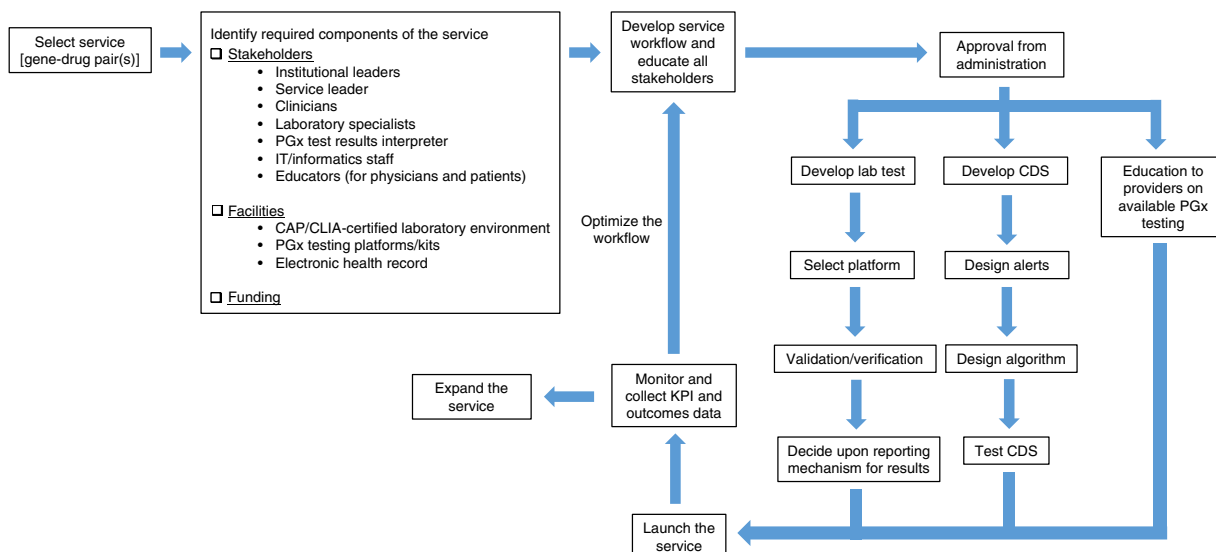 Select service
[gene-drug pair(s)]
Identify required components of the service
Stakeholders
• Institutional leaders
• Service leader
• Clinicians
• Laboratory specialists
• PGx test results interpreter
• IT/informatics staff
• Educators (for physicians and patients)
Facilities
• CAP/CLIA-certified laboratory environment
• PGx testing platforms/kits
• Electronic health record
Funding
Develop service
workflow and
educate all
stakeholders
Approval from
administration
Develop lab test
Select platform
Validation/verification
Decide upon reporting
mechanism for results
Develop CDS
Design alerts
Design algorithm
Test CDS
Education to
providers on
available PGx
testing
Launch the
service
Monitor and
collect KPI and
outcomes data
Optimize the
workflow
Expand the
service